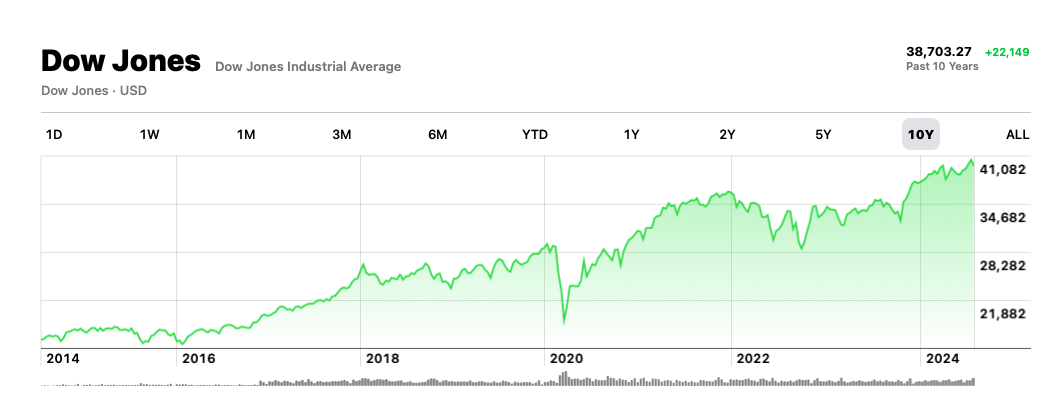 Dow Jones Dow Jones Industrial Average 38,703.27 +22,149
Past 10 Years
Dow Jones · USD
1D 1W 1M 3M 6M YTD 1Y 2Y 5Y 10Y ALL
41,082
34,682
28,282
21,882
2014 2016 2018 2020 2022 2024